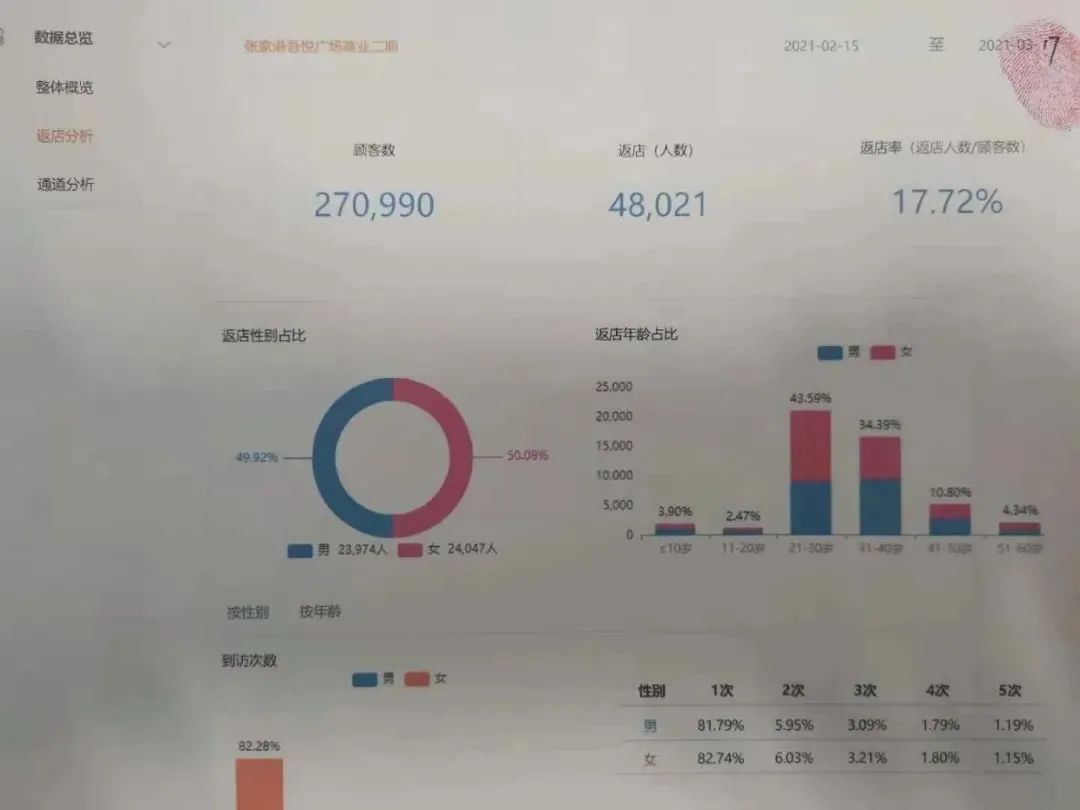 数据总览
整体概览
返店分析
通道分析
张家港吾悦广场商业二期
2021-02-15 至 2021-03-17
顾客数
270,990
返店（人数）
48,021
返店率（返店人数/顾客数）
17.72%
返店性别占比
49.92%
50.08%
男 23,974人 女 24,047人
返店年龄占比
男 女
25,000
20,000
15,000
10,000
5,000
0
3.90%
2.47%
43.59%
34.39%
10.80%
4.34%
≤10岁 11-20岁 21-30岁 31-40岁 41-50岁 51-60岁
按性别 按年龄
到访次数
男 女
82.28%
性别 1次 2次 3次 4次 5次
男 81.79% 5.95% 3.09% 1.79% 1.19%
女 82.74% 6.03% 3.21% 1.80% 1.15%